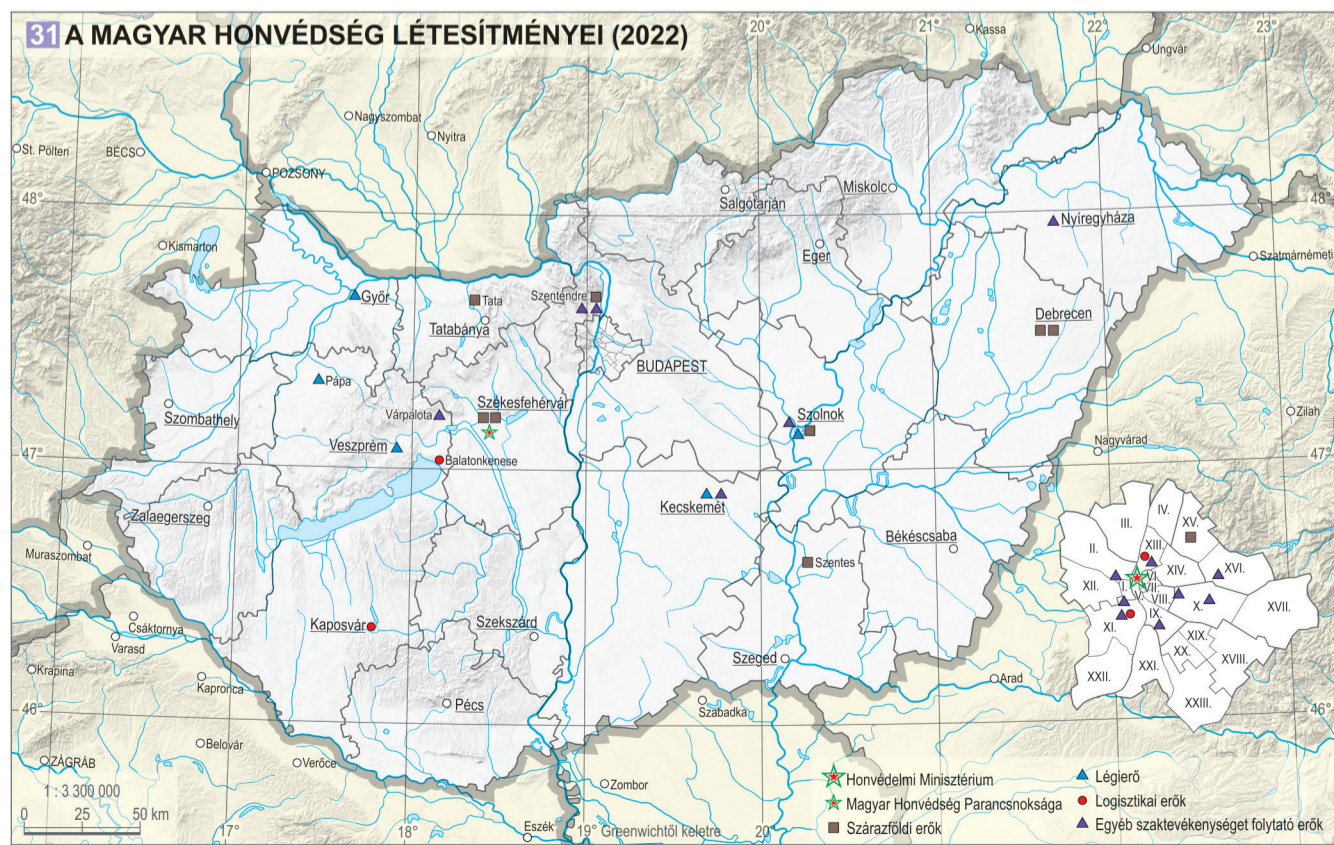 31 A MAGYAR HONVÉDSÉG LÉTESÍTMÉNYEI (2022)
20°
21°
22°
23°
Kassa
Ungvár
Nagyszombat
Nyitra
St. Pölten
BÉCS
POZSONY
Salgótarján
Miskolc
48°
48°
Nyíregyháza
Kismarton
Eger
Szatmárnémeti
Győr
Tata
Szentendre
Debrecen
Tatabánya
BUDAPEST
Pápa
Székesfehérvár
Várpalota
Szolnok
Zilah
Szombathely
Veszprém
Nagyvárad
47°
47°
Balatonkenese
Kecskemét
Zalaegerszeg
Békéscsaba
Muraszombat
Szentes
Csáktornya
Kaposvár
Szekszárd
Varasd
Szeged
Krapina
Kapronca
Arad
46°
Pécs
Szabadka
46°
Belovár
ZÁGRÁB
Verőce
Zombor
Eszék
IV.
III.
XV.
II.
XIII.
XIV.
XVI.
VI.
XII.
I.
VII.
V.
VIII.
X.
XVII.
IX.
XI.
XIX.
XX.
XVIII.
XXI.
XXII.
XXIII.
1 : 3 300 000
0 25 50 km
17°
18°
19° Greenwichtől keletre
20°
Honvédelmi Minisztérium
Magyar Honvédség Parancsnoksága
Szárazföldi erők
Légierő
Logisztikai erők
Egyéb szaktevékenységet folytató erők